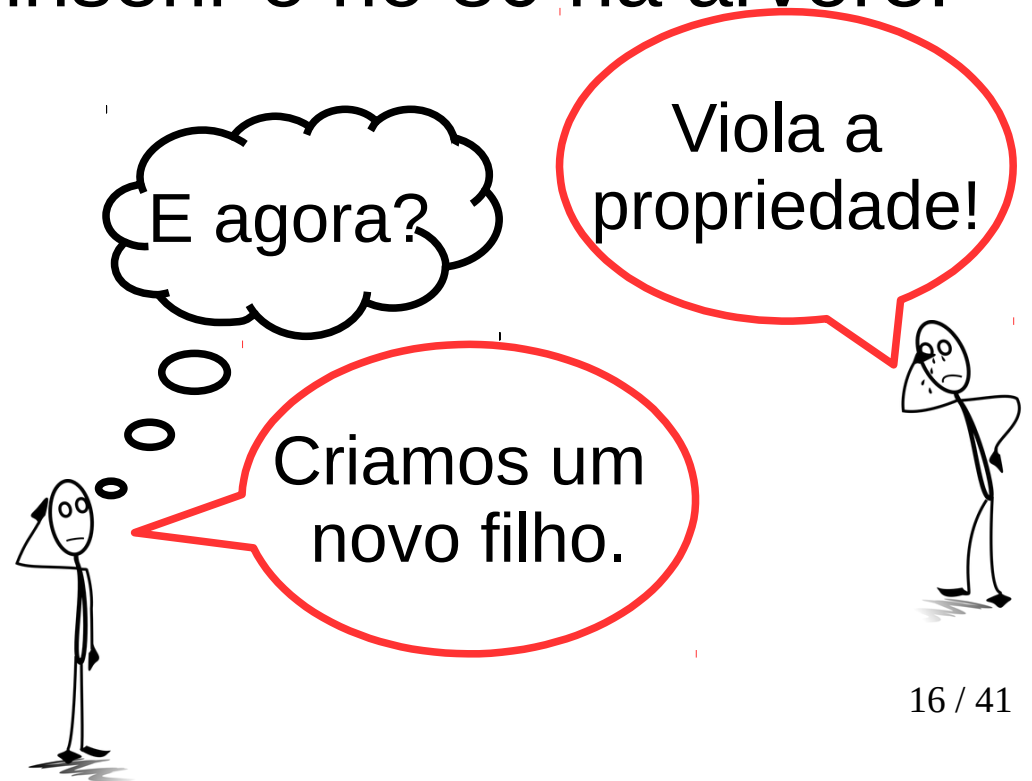 E agora?
Viola a
propriedade!
Criamos um
novo filho.
16 / 41